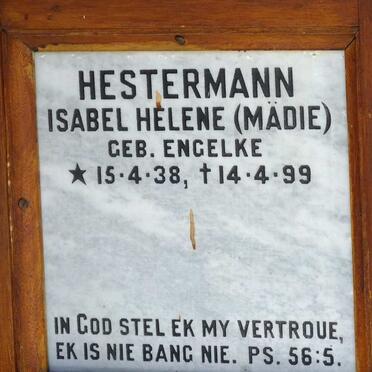 HESTERMANN
ISABEL HELENE (MÄDIE)
GEB. ENGELKE
★ 15·4·38, † 14·4·99
IN GOD STEL EK MY VERTROUE,
EK IS NIE BANG NIE. PS. 56:5.